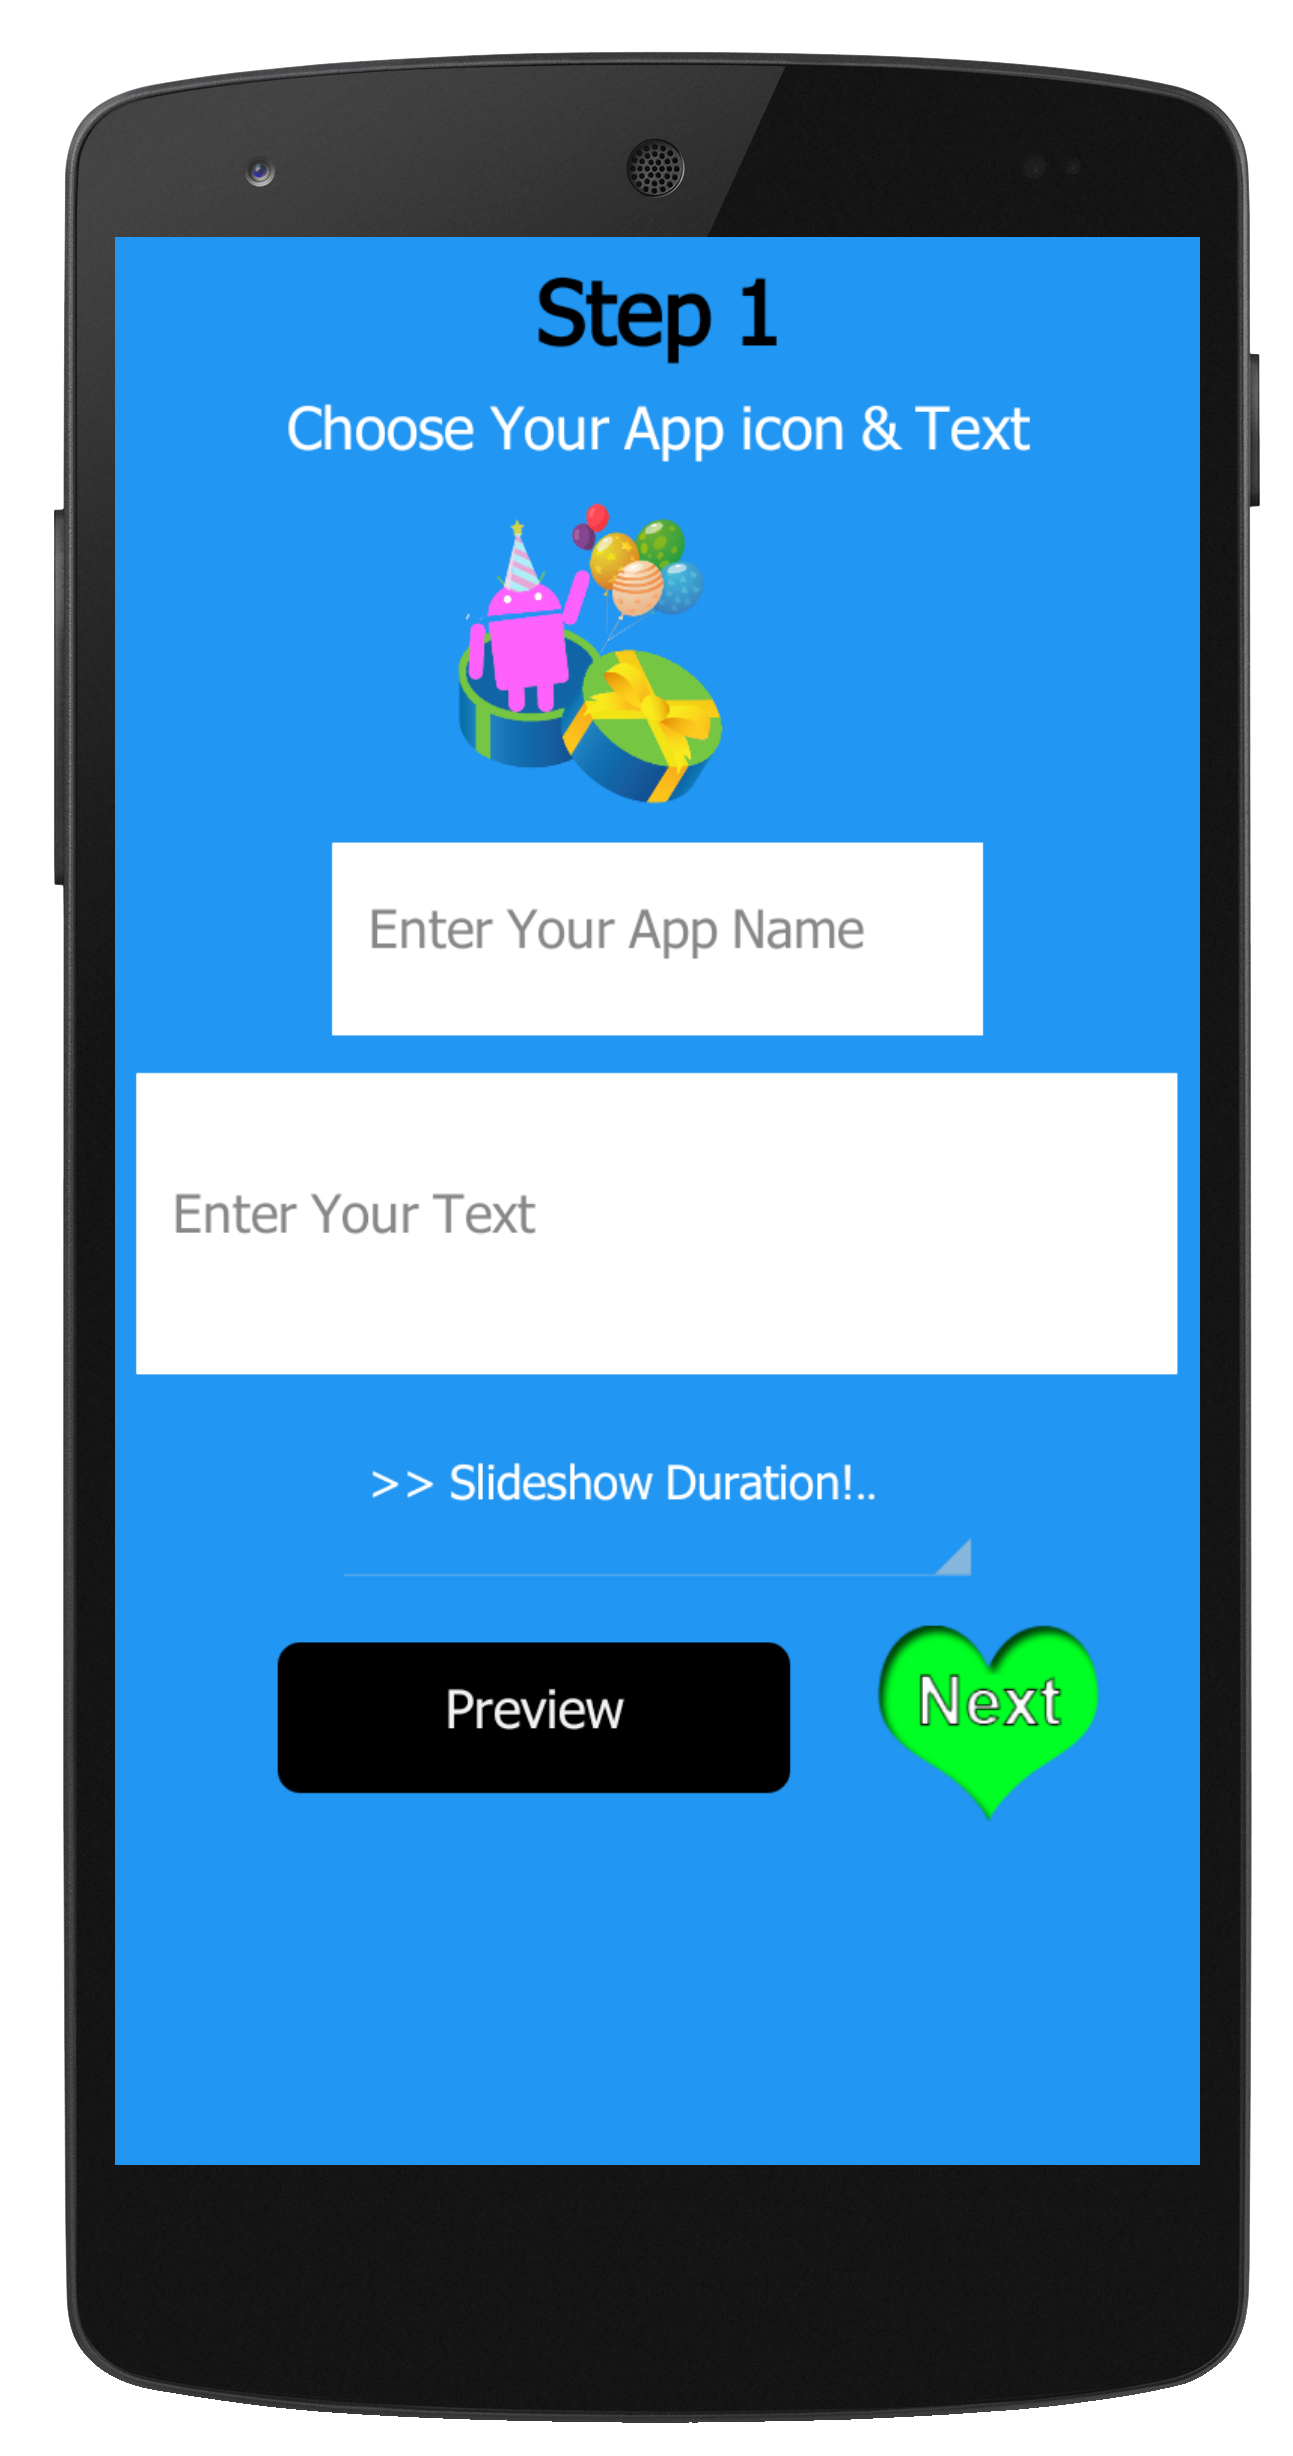 Step 1
Choose Your App icon & Text
Enter Your App Name
Enter Your Text
>> Slideshow Duration!..
Preview
Next